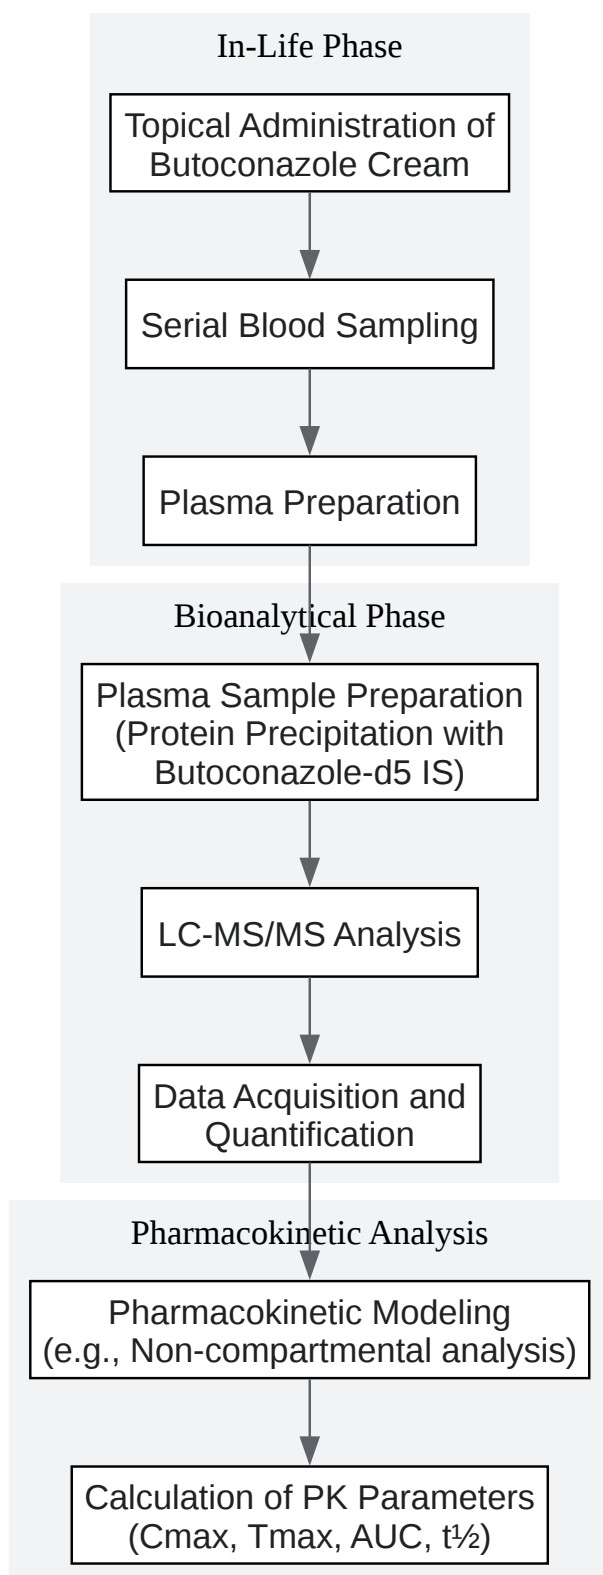 In-Life Phase
Topical Administration of
Butoconazole Cream
Serial Blood Sampling
Plasma Preparation
Bioanalytical Phase
Plasma Sample Preparation
(Protein Precipitation with
Butoconazole-d5 IS)
LC-MS/MS Analysis
Data Acquisition and
Quantification
Pharmacokinetic Analysis
Pharmacokinetic Modeling
(e.g., Non-compartmental analysis)
Calculation of PK Parameters
(Cmax, Tmax, AUC, t½)